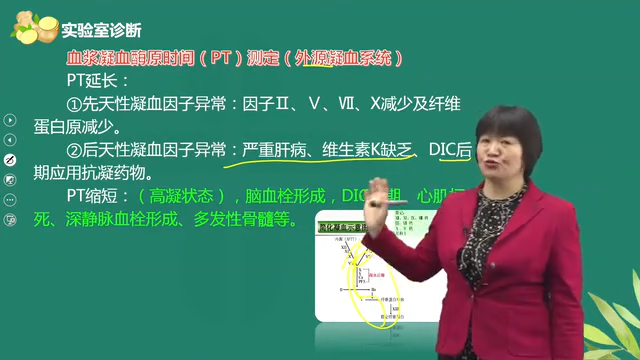 实验室诊断
血浆凝血酶原时间（PT）测定（外源凝血系统）
PT延长：
①先天性凝血因子异常：因子Ⅱ、Ⅴ、Ⅶ、X减少及纤维
蛋白原减少。
②后天性凝血因子异常：严重肝病、维生素K缺乏、DIC后
期应用抗凝药物。
PT缩短：（高凝状态），脑血栓形成，DIC 期、心肌
死、深静脉血栓形成、多发性骨髓等。